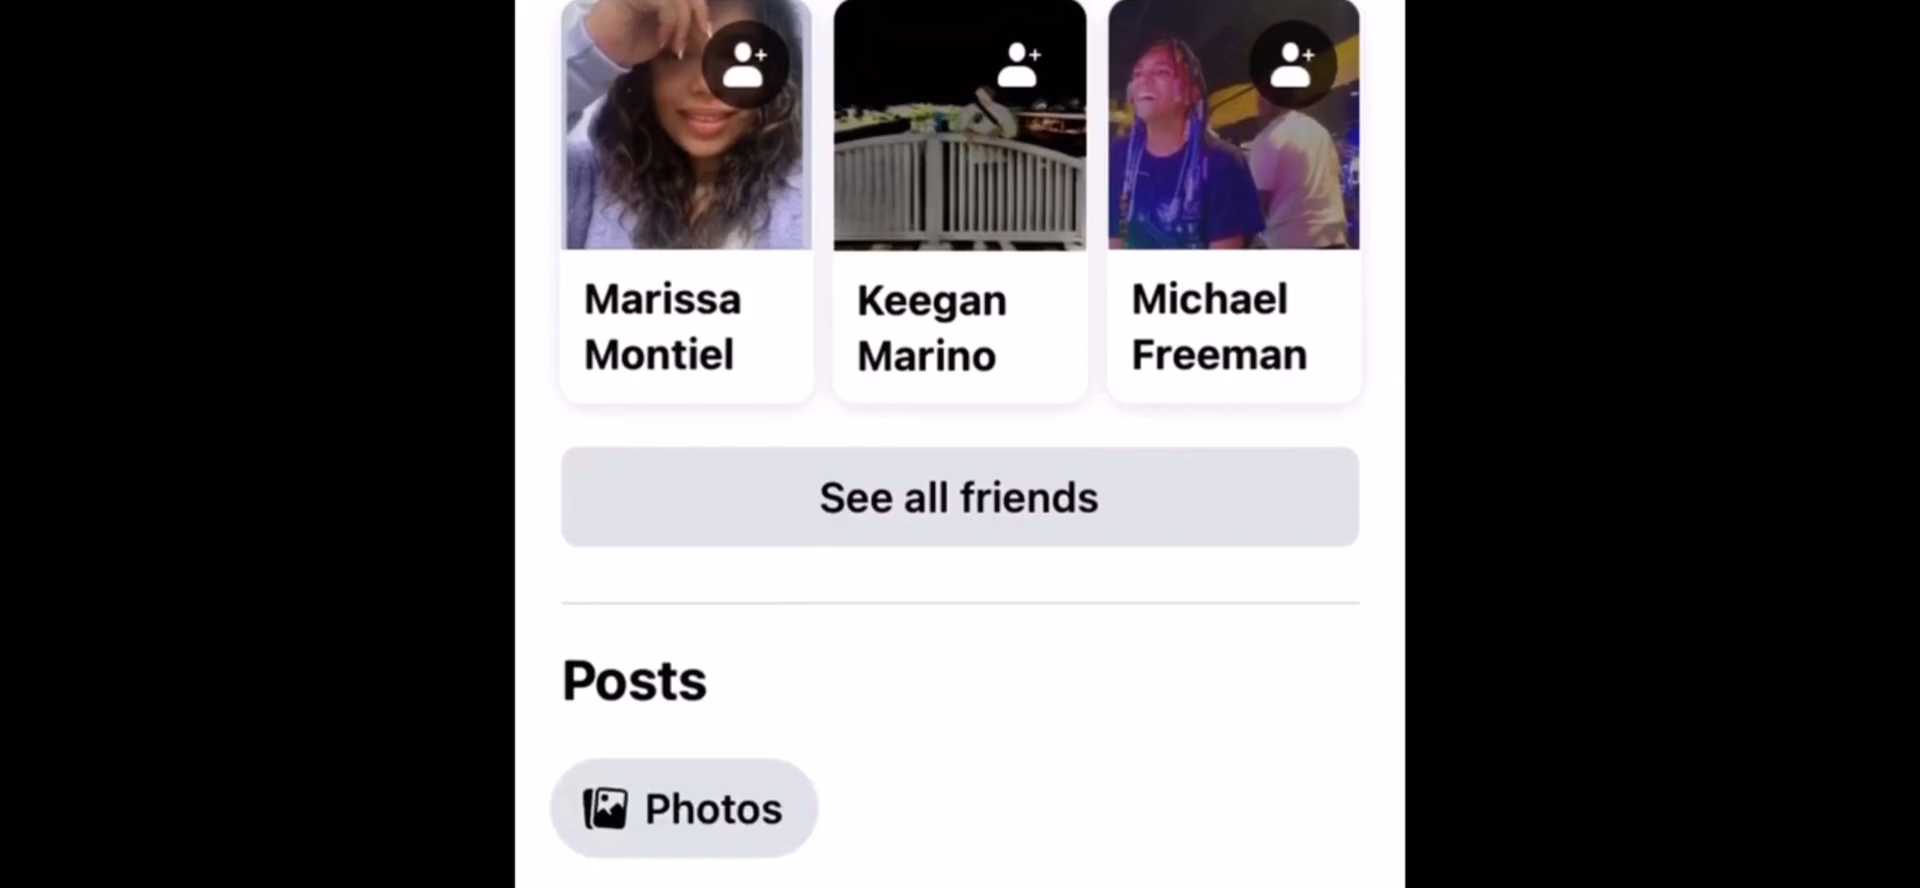 Marissa
Montiel
Keegan
Marino
Michael
Freeman
See all friends
Posts
Photos